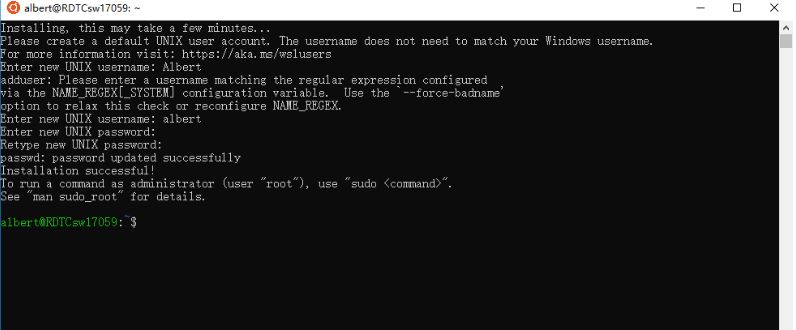 albert@RDTCsw17059: ~
Installing, this may take a few minutes...
Please create a default UNIX user account. The username does not need to match your Windows username.
For more information visit: https://aka.ms/wslusers
Enter new UNIX username: Albert
adduser: Please enter a username matching the regular expression configured
via the NAME_REGEX[_SYSTEM] configuration variable.  Use the `--force-badname'
option to relax this check or reconfigure NAME_REGEX.
Enter new UNIX username: albert
Enter new UNIX password:
Retype new UNIX password:
passwd: password updated successfully
Installation successful!
To run a command as administrator (user "root"), use "sudo <command>".
See "man sudo_root" for details.
albert@RDTCsw17059:~$